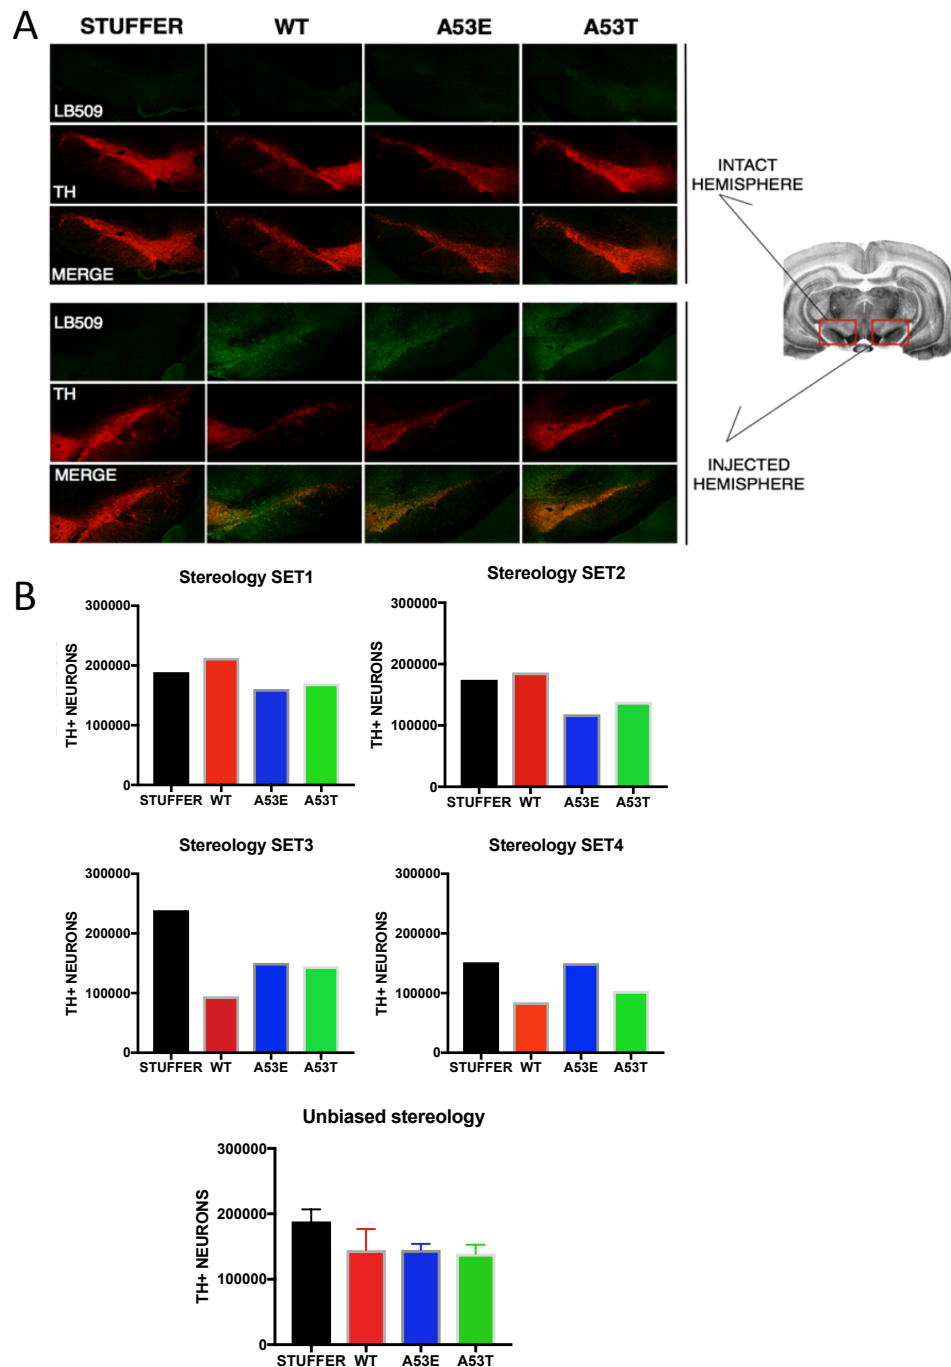 A
STUFFER WT A53E A53T
LB509
TH
MERGE
INTACT
HEMISPHERE
LB509
TH
MERGE
INJECTED
HEMISPHERE
B
Stereology SET1
TH+ NEURONS
300000
200000
100000
0
STUFFER WT A53E A53T
Stereology SET2
TH+ NEURONS
300000
200000
100000
0
STUFFER WT A53E A53T
Stereology SET3
TH+ NEURONS
300000
200000
100000
0
STUFFER WT A53E A53T
Stereology SET4
TH+ NEURONS
300000
200000
100000
0
STUFFER WT A53E A53T
Unbiased stereology
TH+ NEURONS
300000
200000
100000
0
STUFFER WT A53E A53T